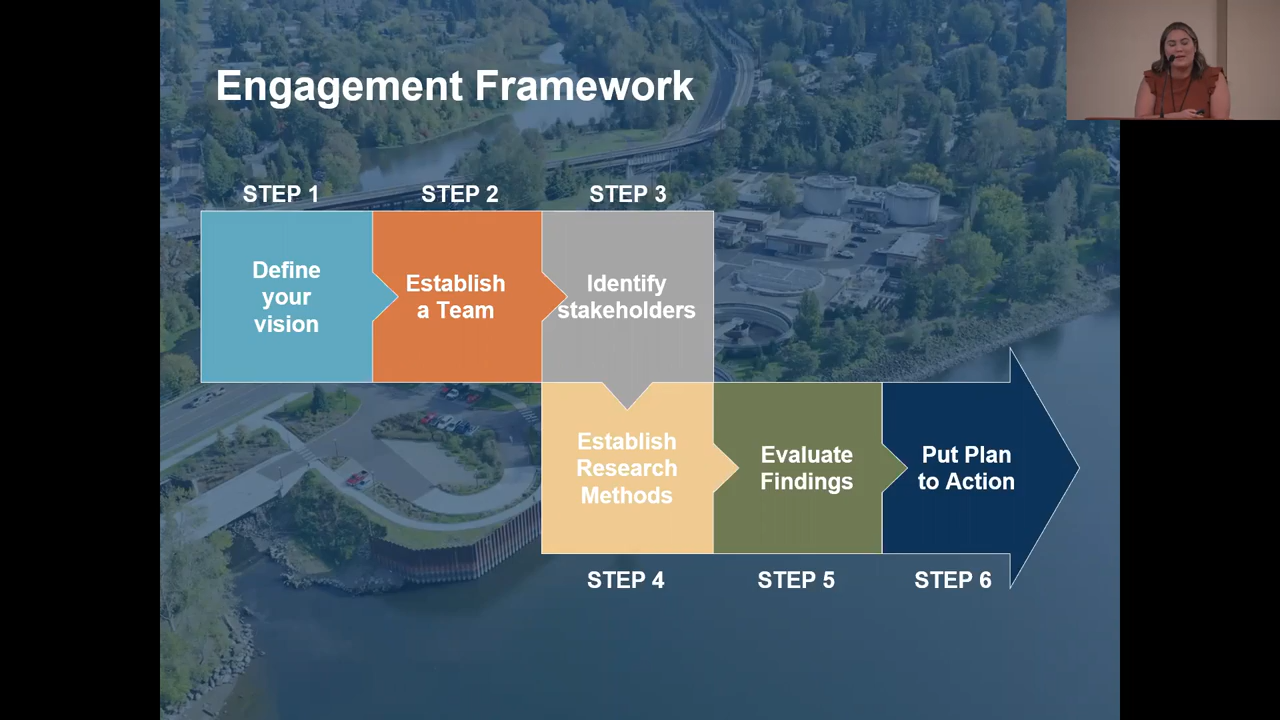 Engagement Framework
STEP 1
STEP 2
STEP 3
Define
your
vision
Establish
a Team
Identify
stakeholders
Establish
Research
Methods
Evaluate
Findings
Put Plan
to Action
STEP 4
STEP 5
STEP 6